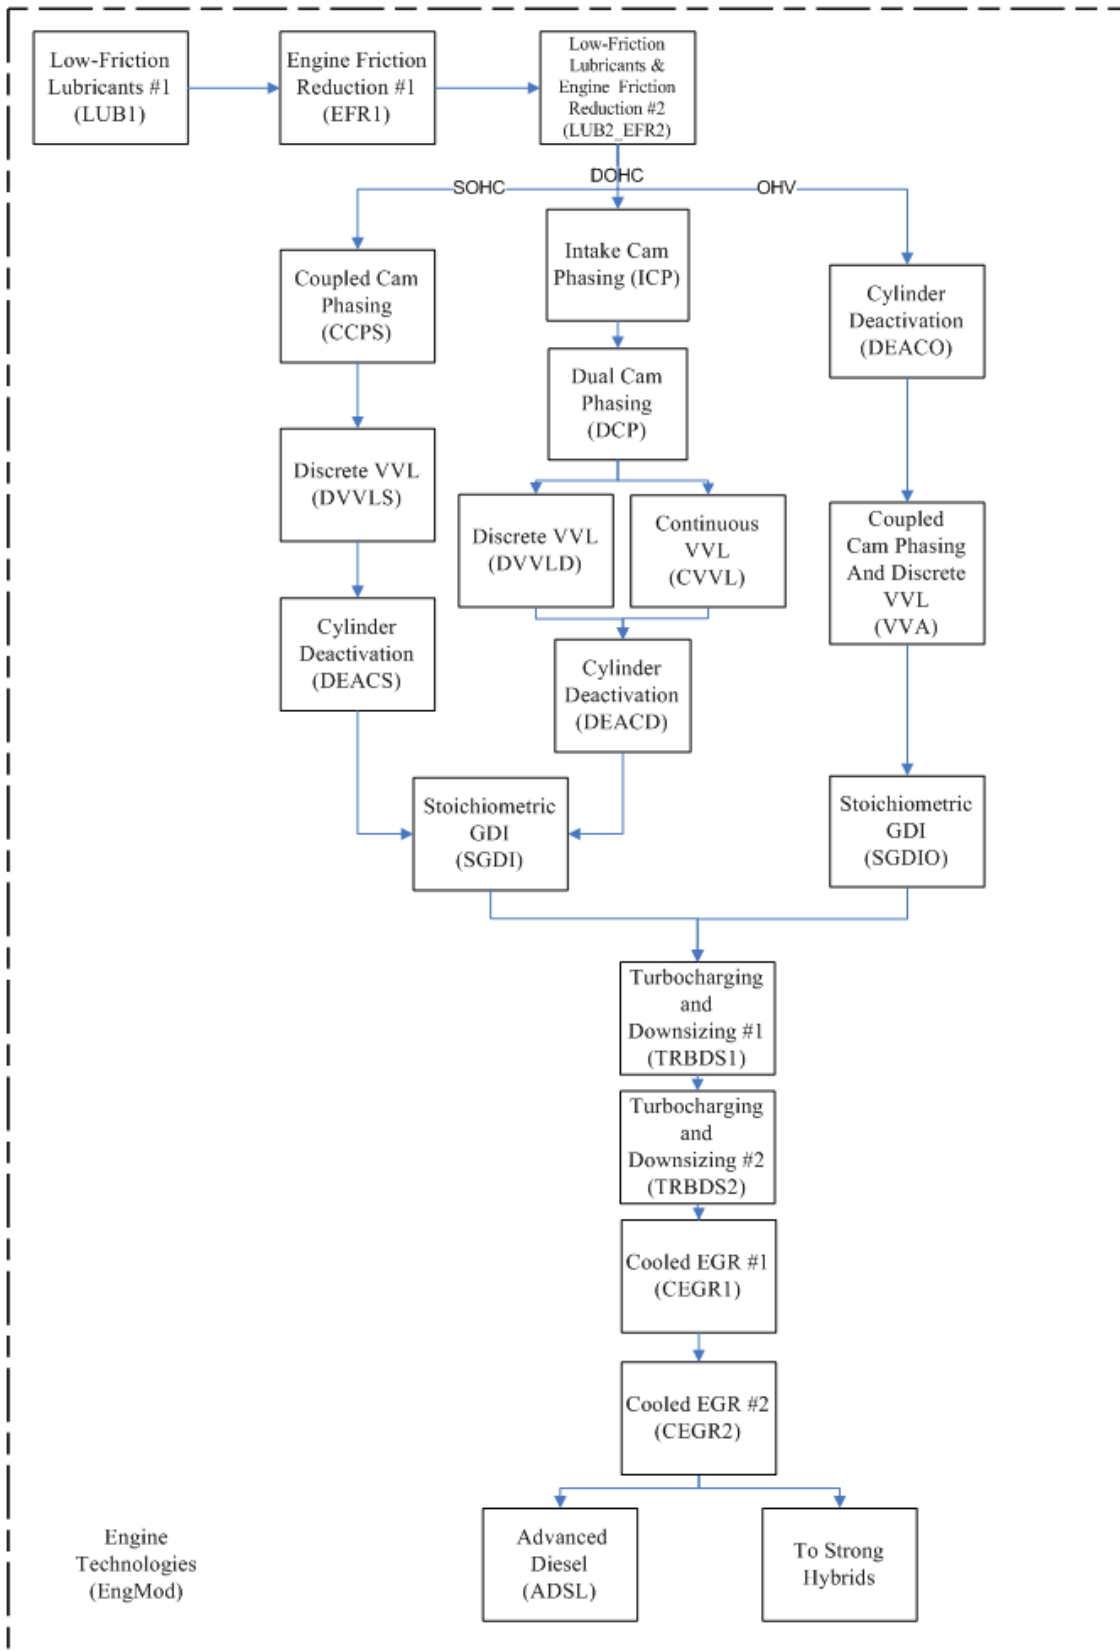 Low-Friction
Lubricants #1
(LUB1)
Engine Friction
Reduction #1
(EFR1)
Low-Friction
Lubricants &
Engine Friction
Reduction #2
(LUB2_EFR2)
SOHC
DOHC
OHV
Coupled Cam
Phasing
(CCPS)
Intake Cam
Phasing (ICP)
Cylinder
Deactivation
(DEACO)
Dual Cam
Phasing
(DCP)
Discrete VVL
(DVVLS)
Discrete VVL
(DVVLD)
Continuous
VVL
(CVVL)
Coupled
Cam Phasing
And Discrete
VVL
(VVA)
Cylinder
Deactivation
(DEACS)
Cylinder
Deactivation
(DEACD)
Stoichiometric
GDI
(SGDI)
Stoichiometric
GDI
(SGDIO)
Turbocharging
and
Downsizing #1
(TRBDS1)
Turbocharging
and
Downsizing #2
(TRBDS2)
Cooled EGR #1
(CEGR1)
Cooled EGR #2
(CEGR2)
Engine
Technologies
(EngMod)
Advanced
Diesel
(ADSL)
To Strong
Hybrids